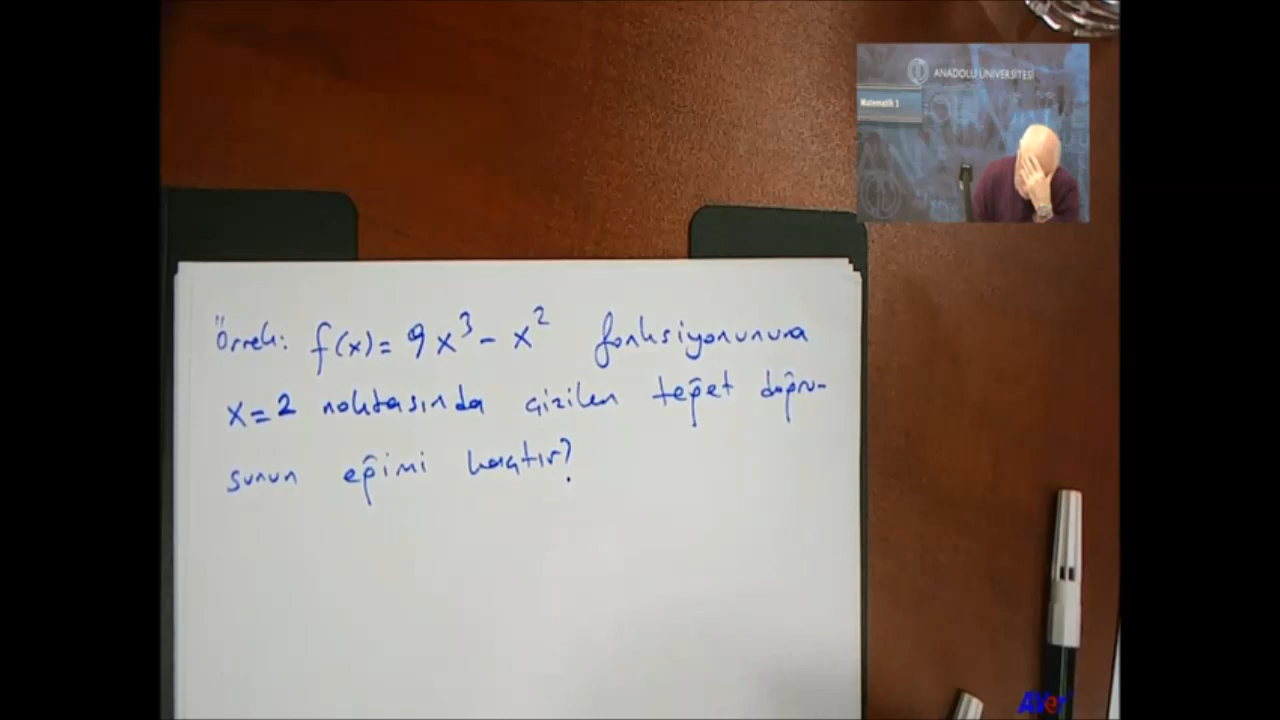 ANADOLU ÜNİVERSİTESİ
Matematik 1
Örnek: f(x) = 9x³ - x² fonksiyonuna
x = 2 noktasında çizilen teğet doğru-
sunun eğimi kaçtır?
AVer